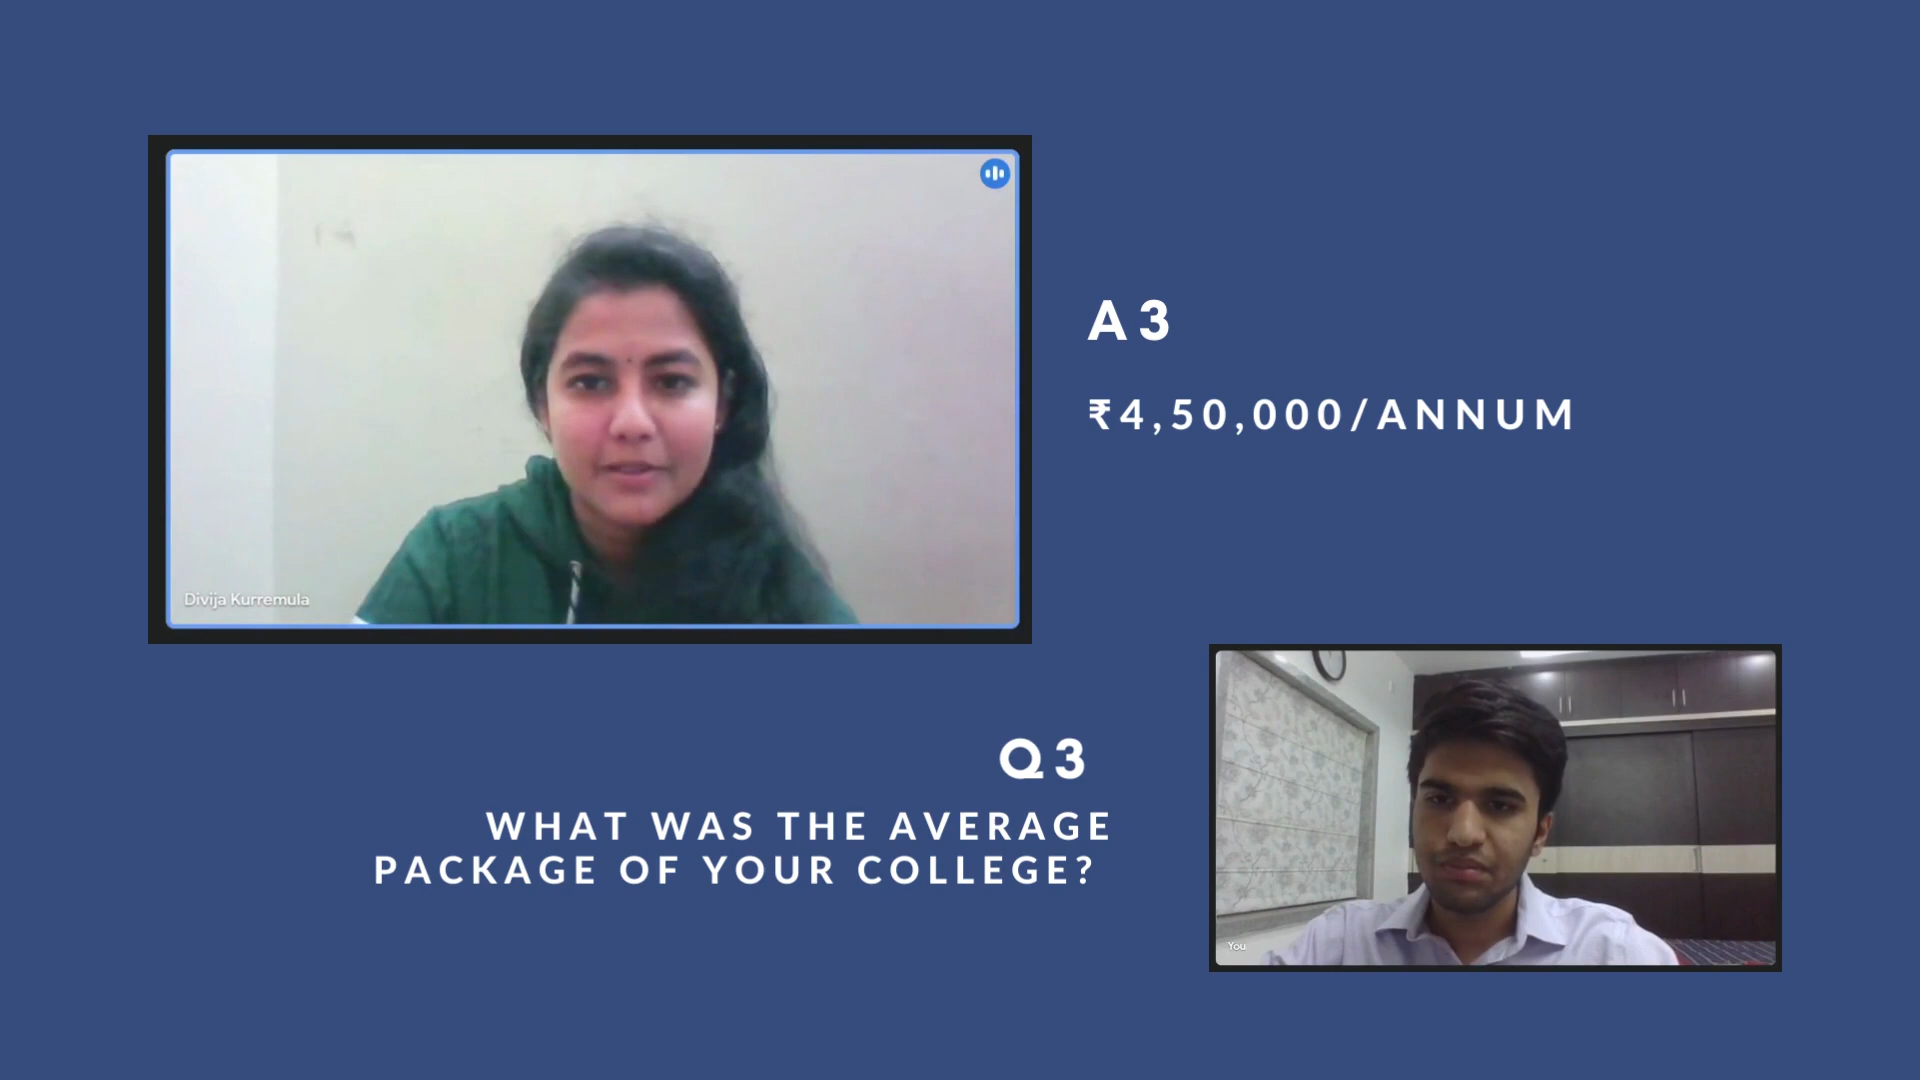 A3
₹4,50,000/ANNUM
Divija Kurremula
Q3
WHAT WAS THE AVERAGE
PACKAGE OF YOUR COLLEGE?
You